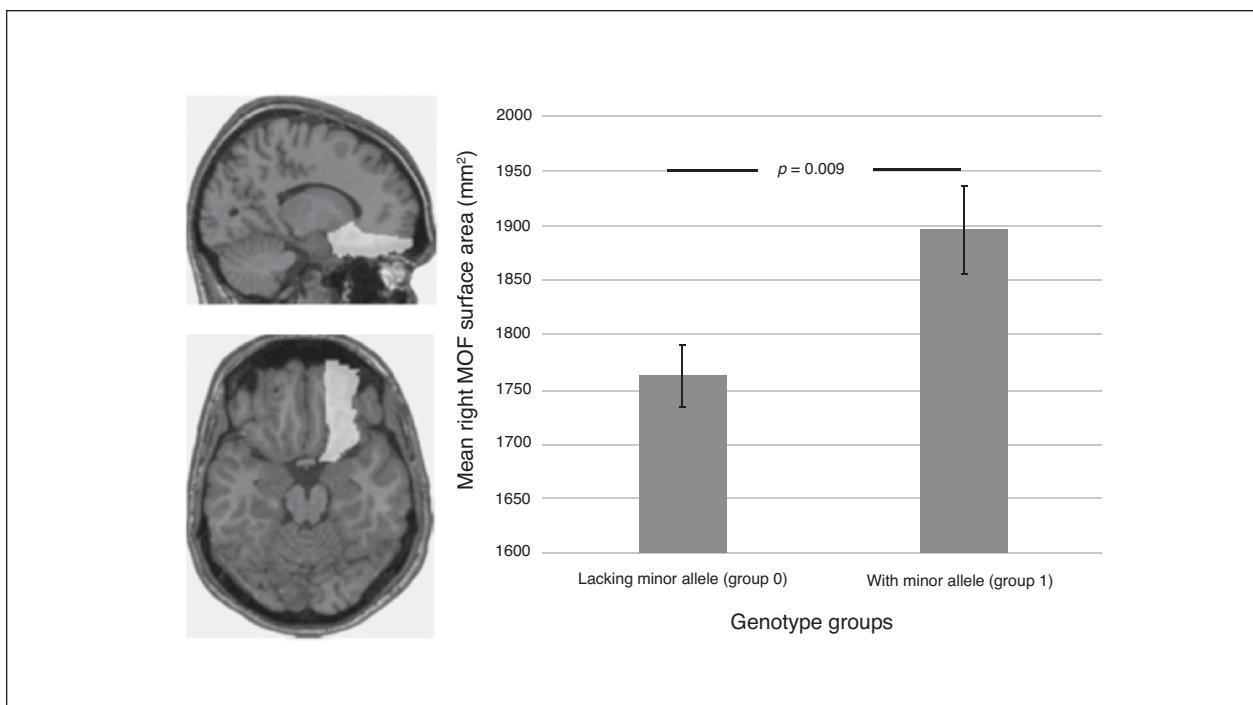 2000
1950
1900
1850
1800
1750
1700
1650
1600
Mean right MOF surface area (mm²)
p = 0.009
Lacking minor allele (group 0)
With minor allele (group 1)
Genotype groups